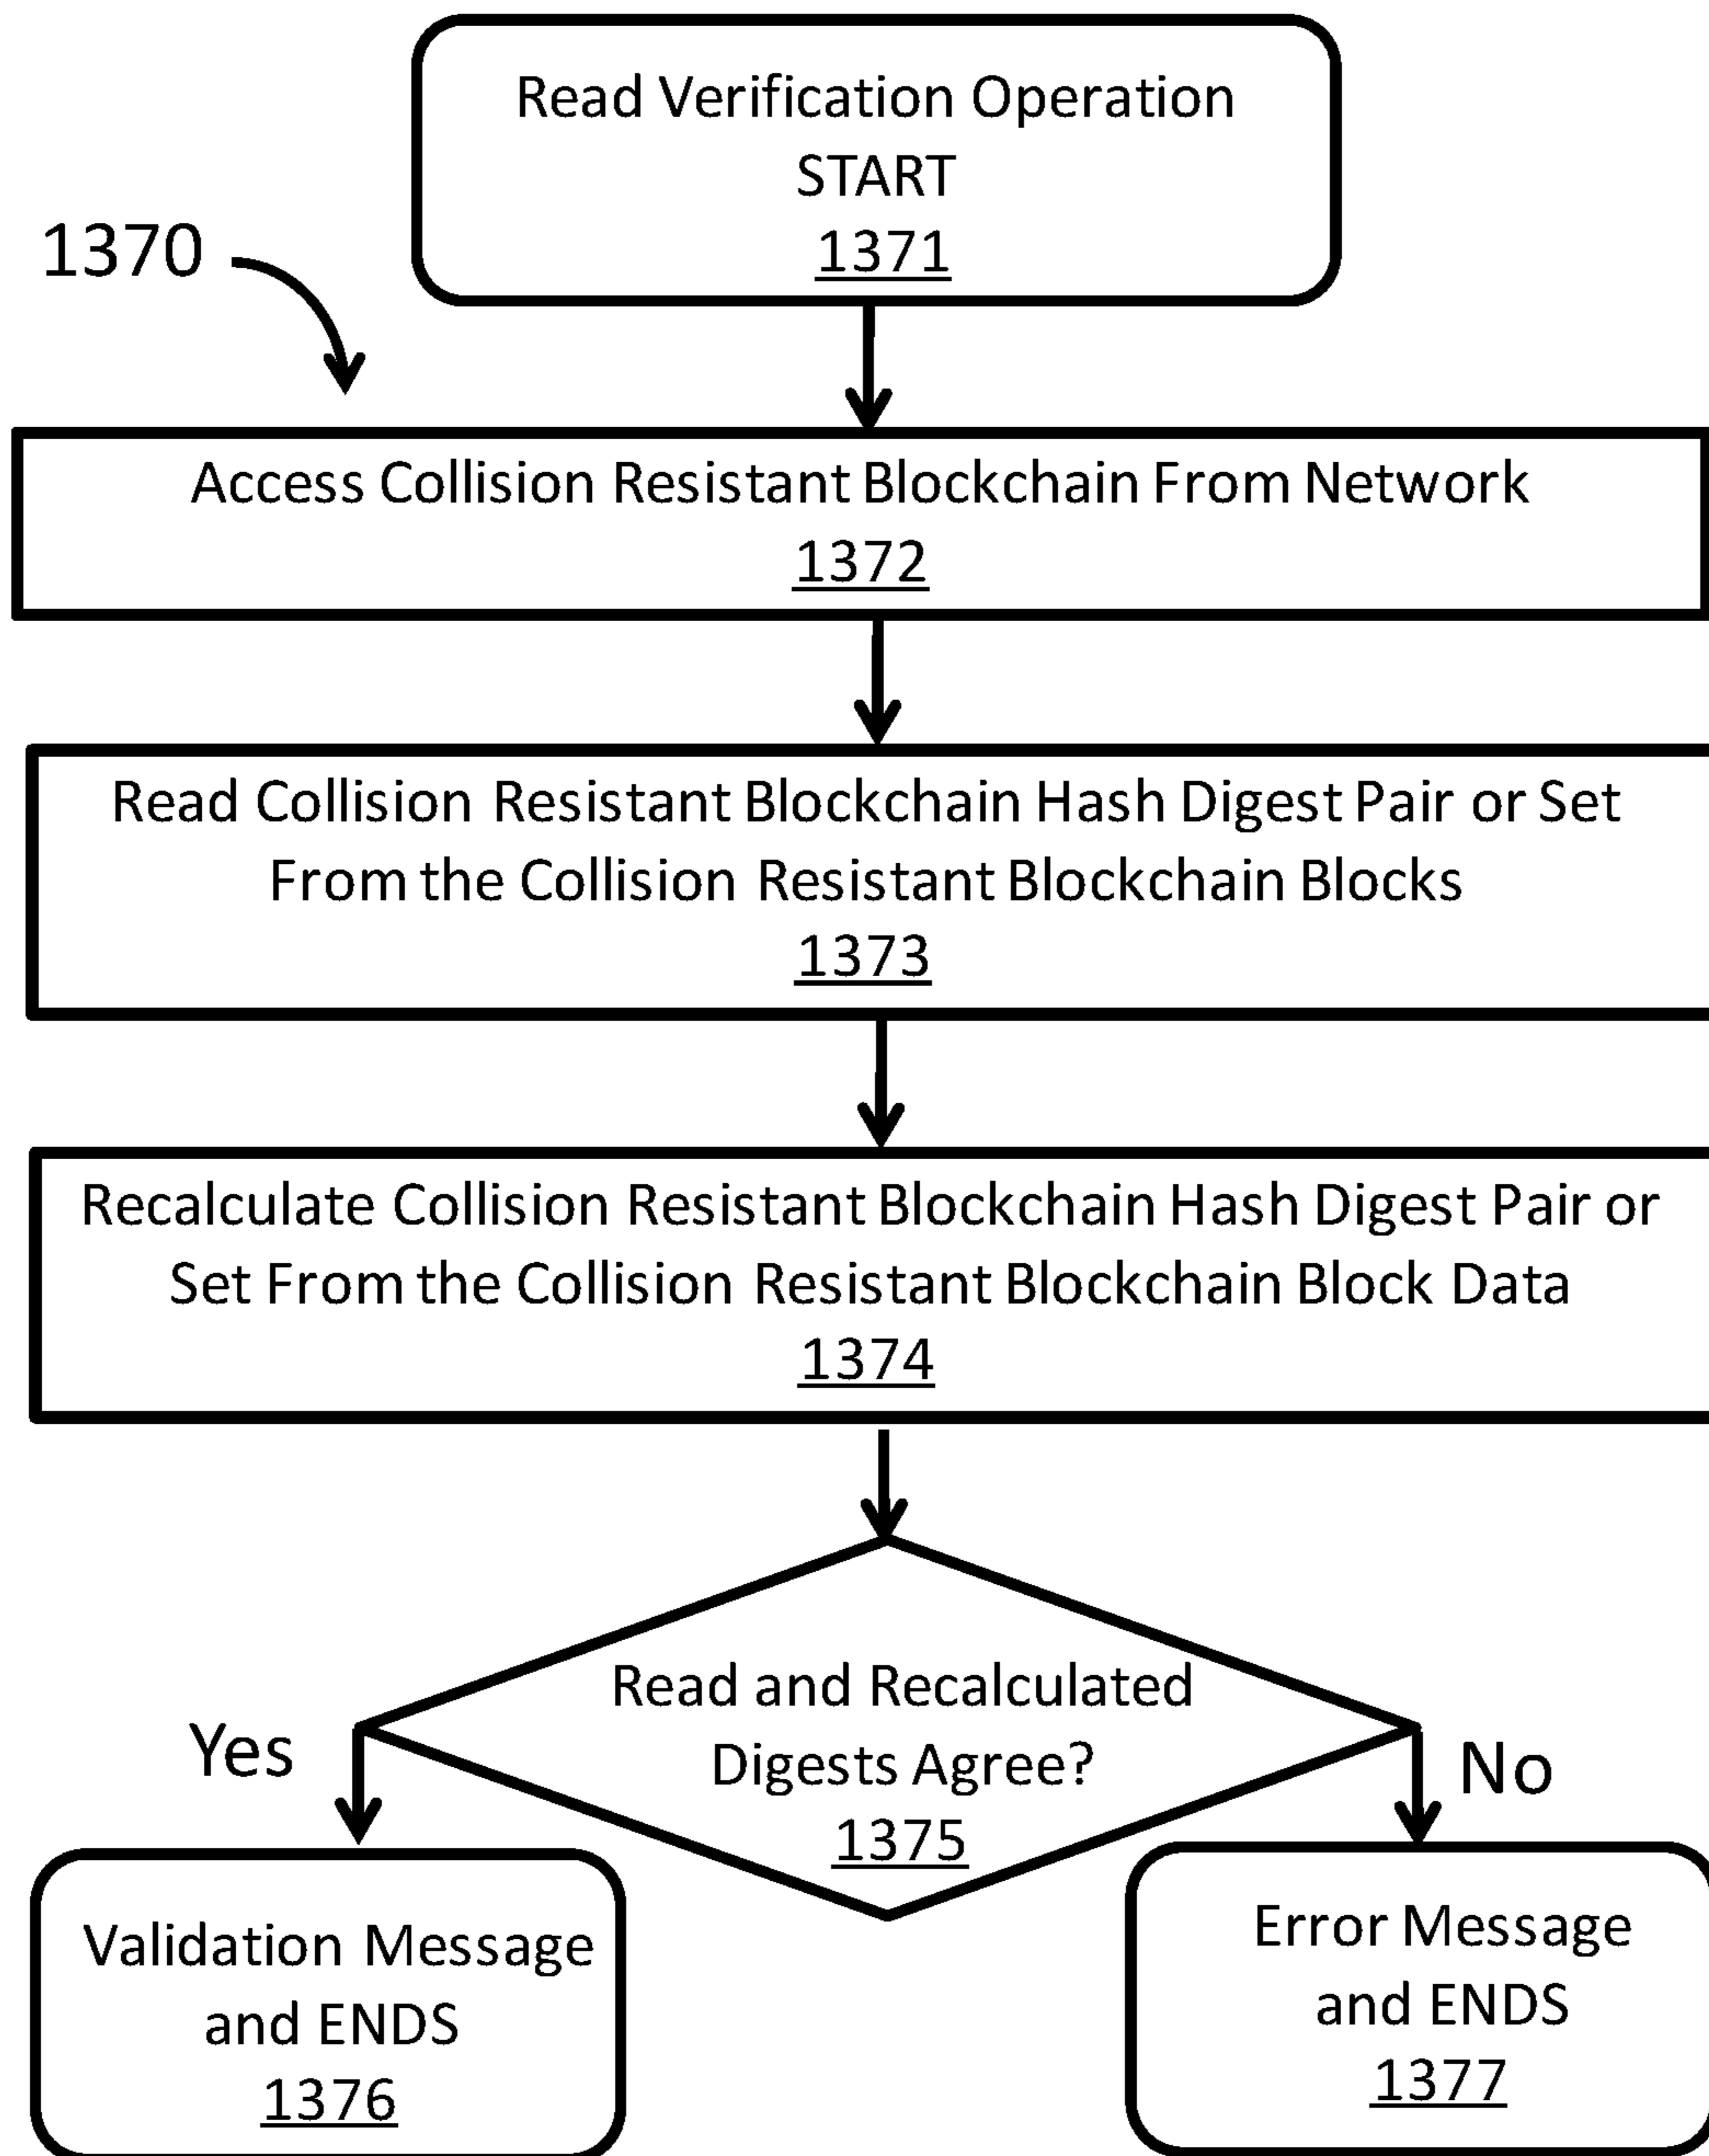 Read Verification Operation
START
1371
1370
Access Collision Resistant Blockchain From Network
1372
Read Collision Resistant Blockchain Hash Digest Pair or Set
From the Collision Resistant Blockchain Blocks
1373
Recalculate Collision Resistant Blockchain Hash Digest Pair or
Set From the Collision Resistant Blockchain Block Data
1374
Read and Recalculated
Digests Agree?
1375
Yes
No
Validation Message
and ENDS
1376
Error Message
and ENDS
1377